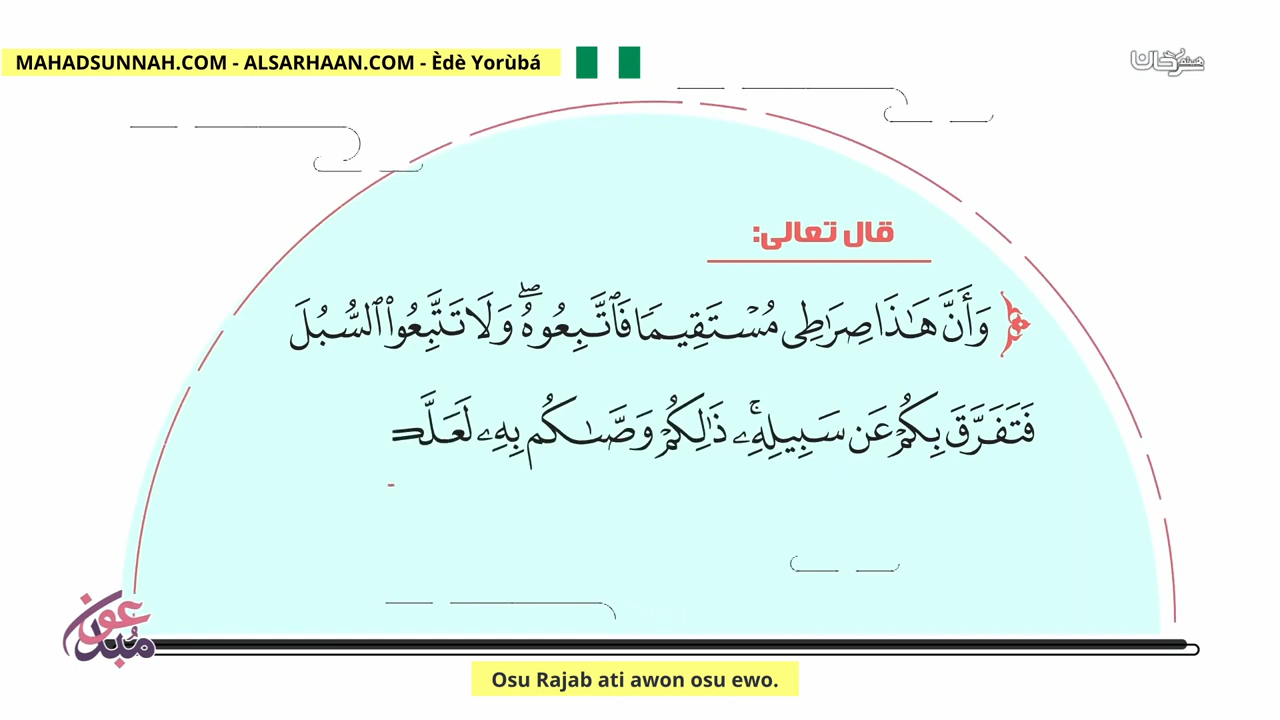 MAHADSUNNAH.COM - ALSARHAAN.COM - Èdè Yorùbá
سرحان
قال تعالى:
وَأَنَّ هَـٰذَا صِرَٰطِى مُسْتَقِيمًا فَٱتَّبِعُوهُ ۖ وَلَا تَتَّبِعُوا۟ ٱلسُّبُلَ
فَتَفَرَّقَ بِكُمْ عَن سَبِيلِهِۦ ۚ ذَٰلِكُمْ وَصَّىٰكُم بِهِۦ لَعَلَّكُ
Osu Rajab ati awon osu ewo.